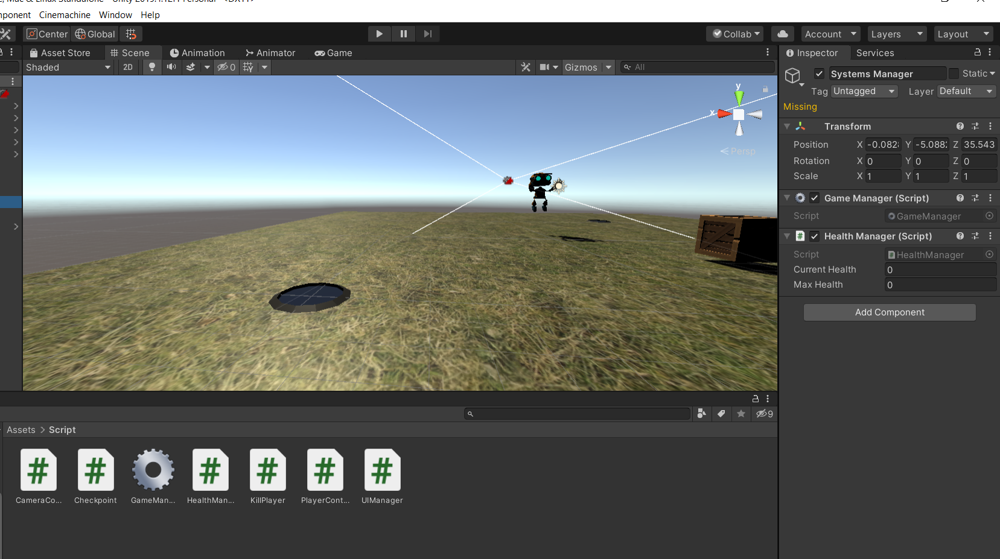 mponent Cinemachine Window Help
Center Global Collab Account Layers Layout
Asset Store Scene Animation Animator Game
Inspector Services
Shaded 2D 0 Gizmos All
Systems Manager Static
Tag Untagged Layer Default
Missing
y
x
Persp
Transform
Position X -0.082 Y -5.088 Z 35.543
Rotation X 0 Y 0 Z 0
Scale X 1 Y 1 Z 1
Game Manager (Script)
Script GameManager
# Health Manager (Script)
Script HealthManager
Current Health 0
Max Health 0
Add Component
9
Assets > Script
# # # # # #
CameraCo... Checkpoint GameMan... HealthMan... KillPlayer PlayerCont... UIManager